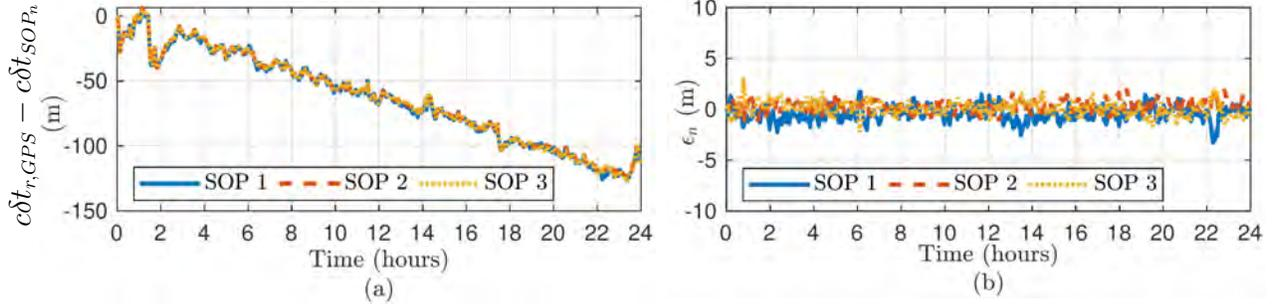 cδt_{r,GPS} − cδt_{SOP_n}
(m)
0
-50
-100
-150
SOP 1 SOP 2 SOP 3
0 2 4 6 8 10 12 14 16 18 20 22 24
Time (hours)
(a)
ϵ_n (m)
10
5
0
-5
-10
SOP 1 SOP 2 SOP 3
0 2 4 6 8 10 12 14 16 18 20 22 24
Time (hours)
(b)